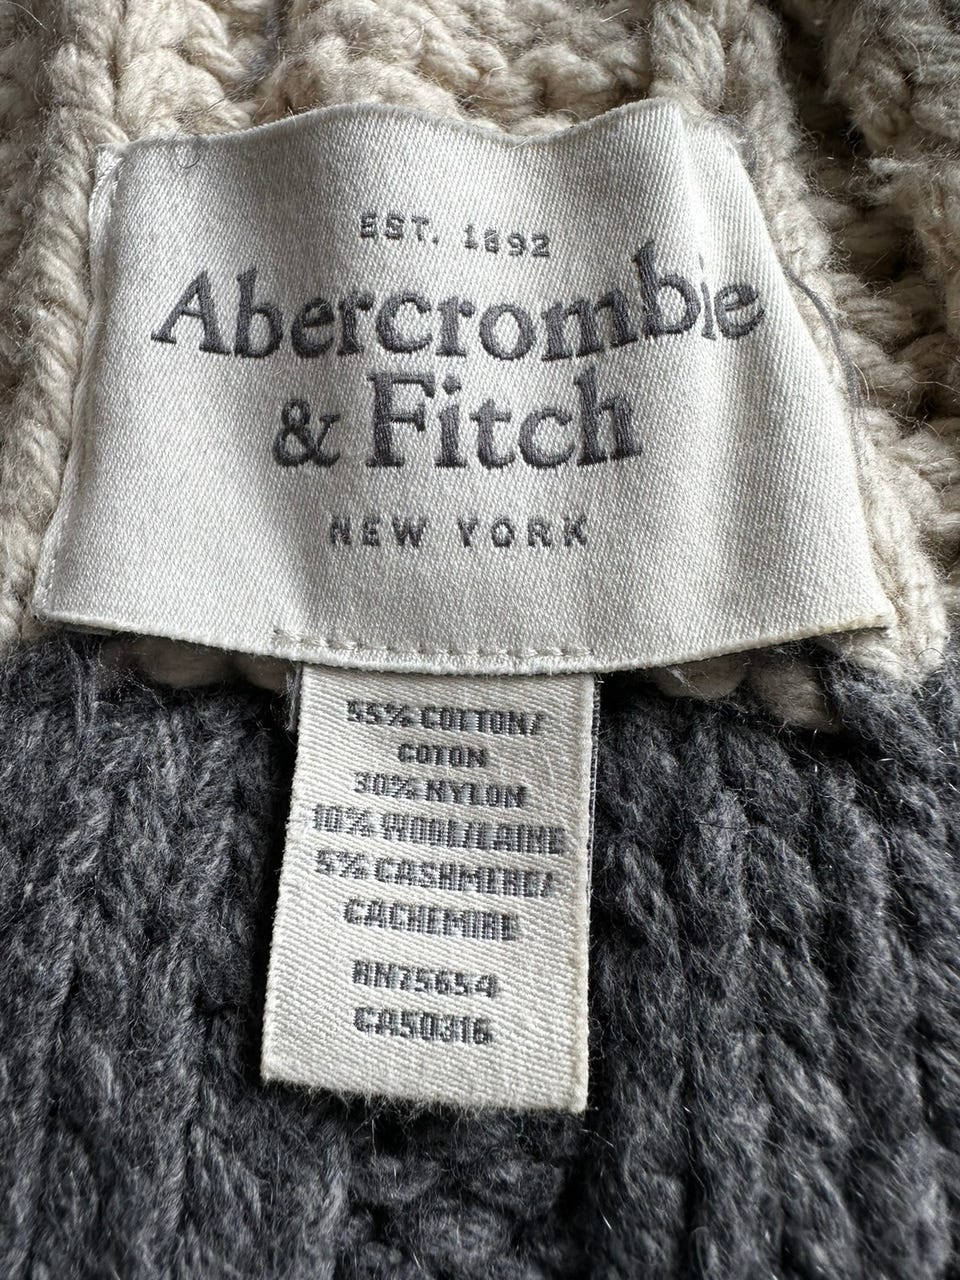 EST. 1892
Abercrombie
& Fitch
NEW YORK
55% COTTON/
COTON
30% NYLON
10% WOOL/LAINE
5% CASHMERE/
CACHEMIRE
RN75654
CA50316